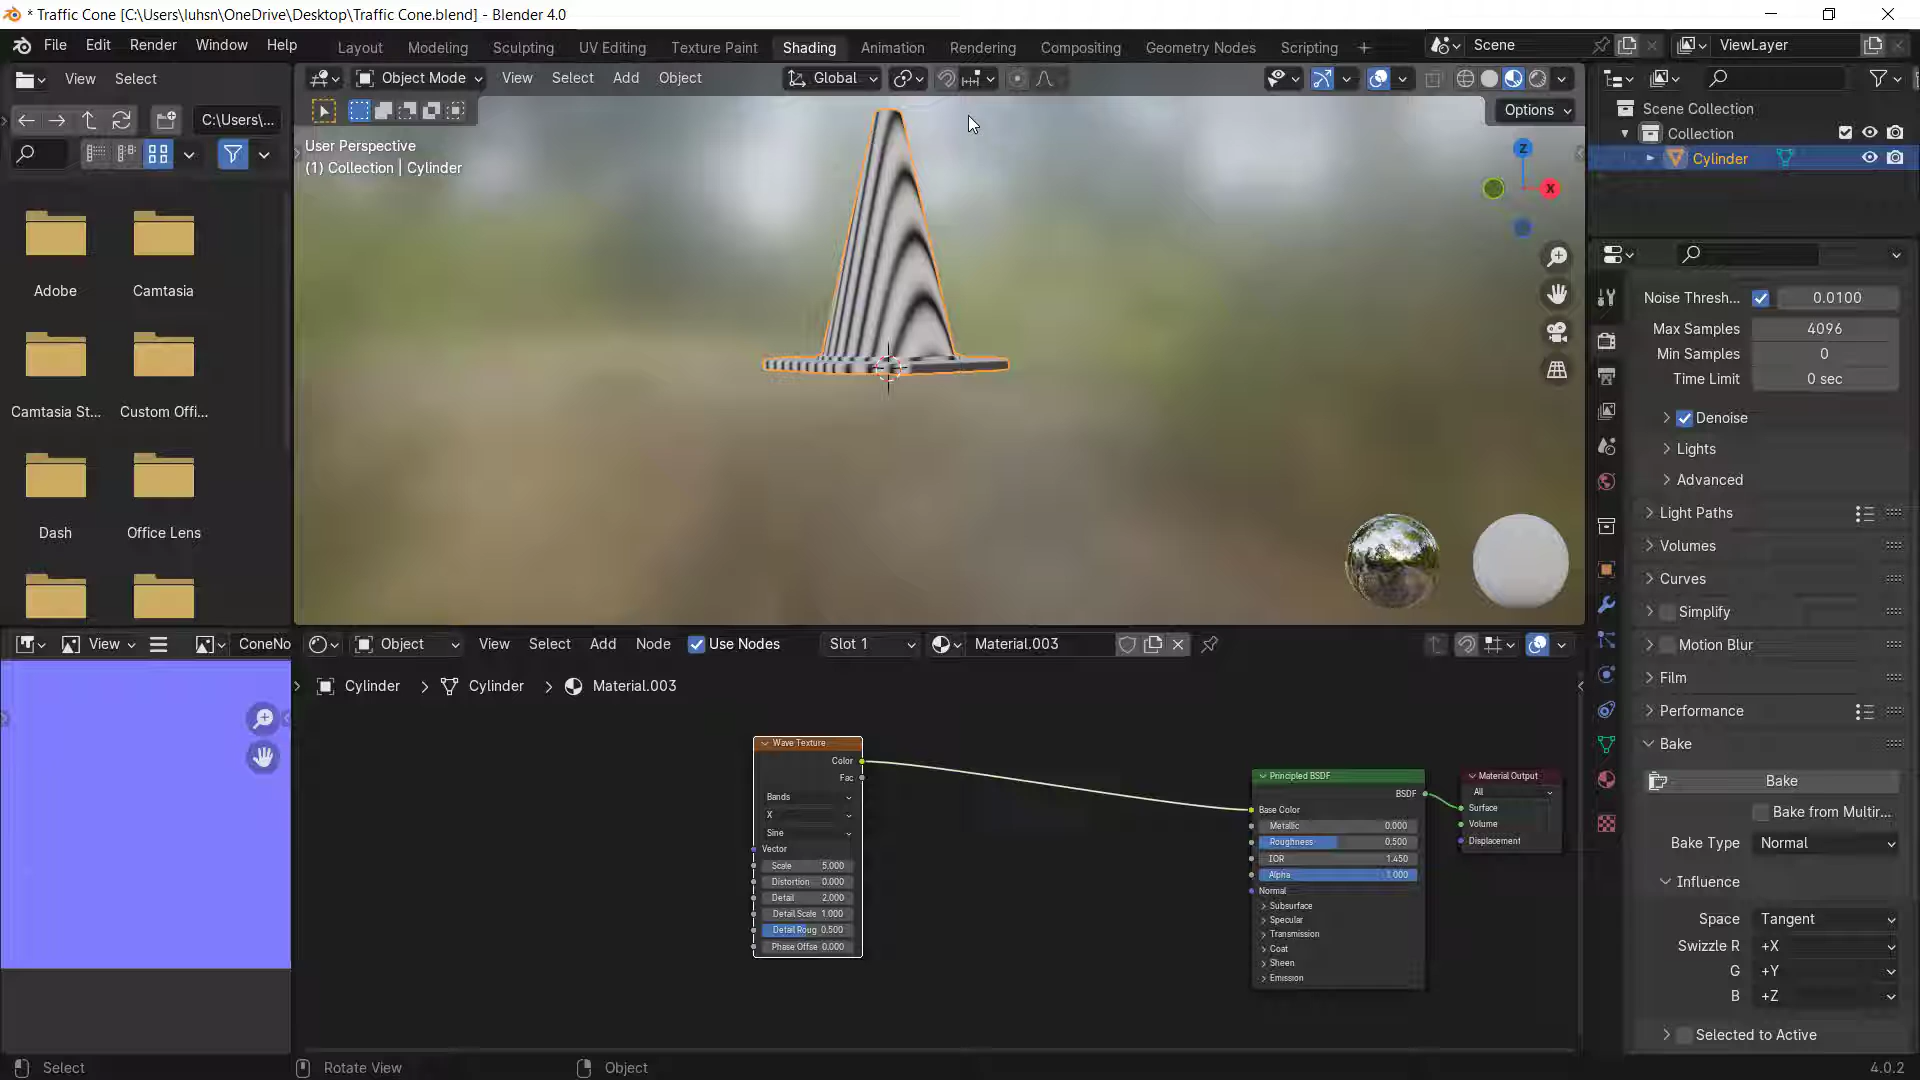 * Traffic Cone [C:\Users\luhsn\OneDrive\Desktop\Traffic Cone.blend] - Blender 4.0
File Edit Render Window Help
Layout Modeling Sculpting UV Editing Texture Paint Shading Animation Rendering Compositing Geometry Nodes Scripting
Scene
ViewLayer
View Select
Object Mode View Select Add Object
Global
C:\Users\...
Options
User Perspective
(1) Collection | Cylinder
Z
X
Scene Collection
Collection
Cylinder
Adobe
Camtasia
Camtasia St...
Custom Offi...
Dash
Office Lens
Noise Thresh... 0.0100
Max Samples 4096
Min Samples 0
Time Limit 0 sec
Denoise
Lights
Advanced
Light Paths
Volumes
Curves
Simplify
Motion Blur
Film
Performance
Bake
Bake
Bake from Multir...
Bake Type Normal
Influence
Space Tangent
Swizzle R +X
G +Y
B +Z
Selected to Active
View
ConeNo
Object View Select Add Node Use Nodes Slot 1 Material.003
Cylinder > Cylinder > Material.003
Wave Texture
Color
Fac
Bands
X
Sine
Vector
Scale 5.000
Distortion 0.000
Detail 2.000
Detail Scale 1.000
Detail Roug 0.500
Phase Offse 0.000
Principled BSDF
BSDF
Base Color
Metallic 0.000
Roughness 0.500
IOR 1.450
Alpha 1.000
Normal
Subsurface
Specular
Transmission
Coat
Sheen
Emission
Material Output
All
Surface
Volume
Displacement
Select
Rotate View
Object
4.0.2